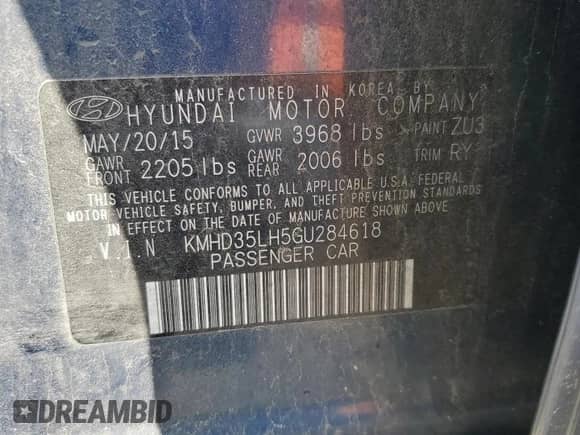 MANUFACTURED IN KOREA BY
HYUNDAI MOTOR COMPANY
MAY/20/15 GVWR 3968 lbs PAINT ZU3
GAWR FRONT 2205 lbs GAWR REAR 2006 lbs TRIM RY
THIS VEHICLE CONFORMS TO ALL APPLICABLE U.S.A. FEDERAL
MOTOR VEHICLE SAFETY, BUMPER, AND THEFT PREVENTION STANDARDS
IN EFFECT ON THE DATE OF MANUFACTURE SHOWN ABOVE
V.I.N KMHD35LH5GU284618
PASSENGER CAR
DREAMBID